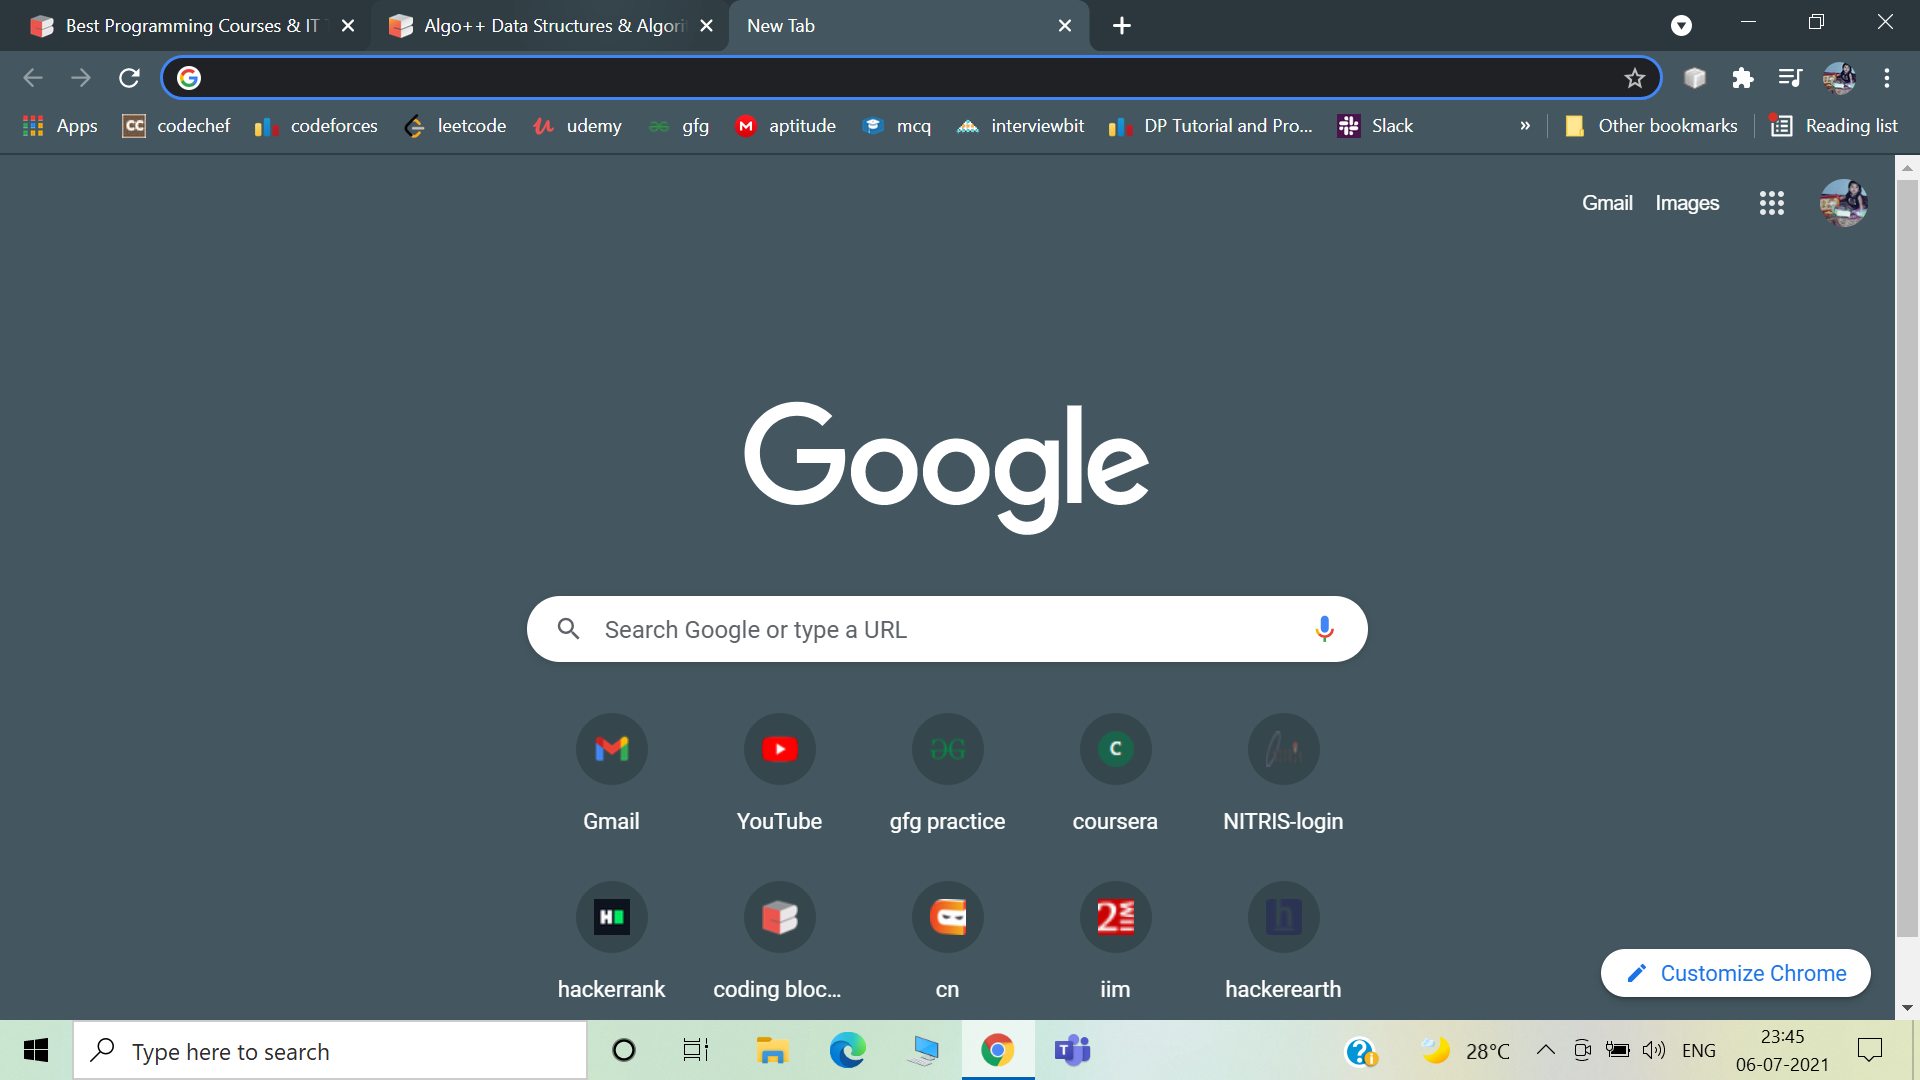 Best Programming Courses & IT T
Algo++ Data Structures & Algori
New Tab
Apps
codechef
codeforces
leetcode
udemy
gfg
aptitude
mcq
interviewbit
DP Tutorial and Pro...
Slack
»
Other bookmarks
Reading list
Gmail
Images
Google
Search Google or type a URL
Gmail
YouTube
gfg practice
coursera
NITRIS-login
hackerrank
coding bloc...
cn
iim
hackerearth
Customize Chrome
Type here to search
28°C
ENG
23:45
06-07-2021